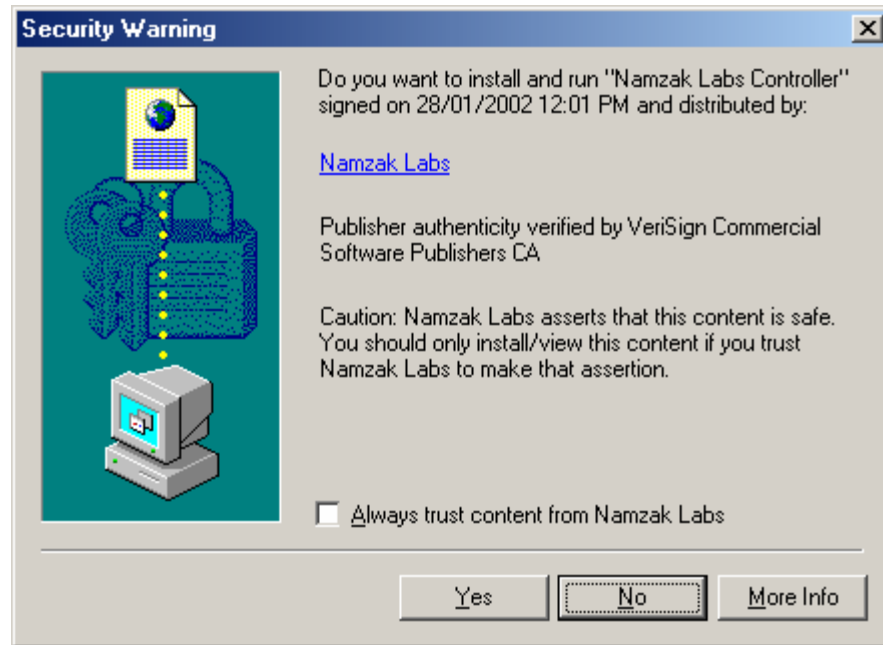 Security Warning
Do you want to install and run "Namzak Labs Controller"
signed on 28/01/2002 12:01 PM and distributed by:
Namzak Labs
Publisher authenticity verified by VeriSign Commercial
Software Publishers CA
Caution: Namzak Labs asserts that this content is safe.
You should only install/view this content if you trust
Namzak Labs to make that assertion.
Always trust content from Namzak Labs
Yes No More Info